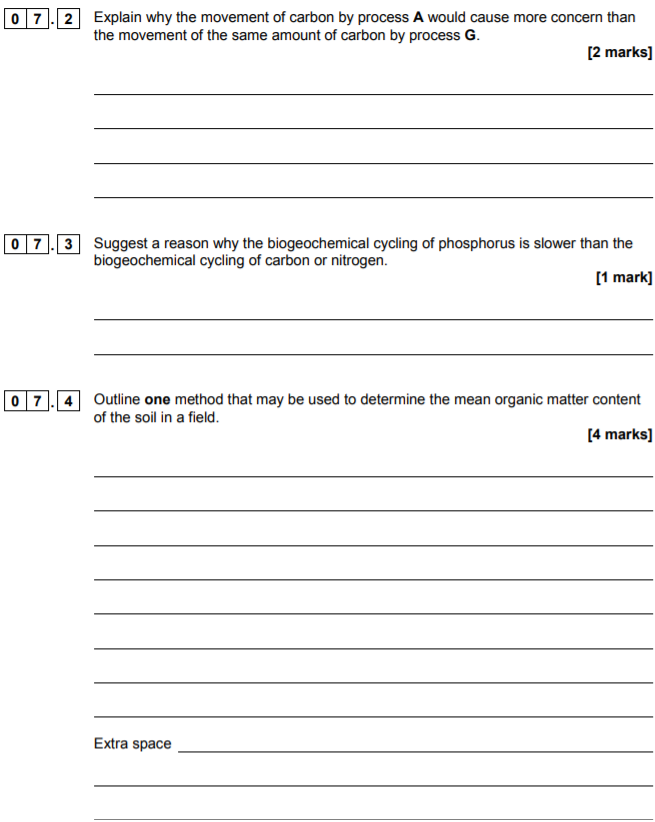 0 7 . 2 Explain why the movement of carbon by process A would cause more concern than
the movement of the same amount of carbon by process G.
[2 marks]
0 7 . 3 Suggest a reason why the biogeochemical cycling of phosphorus is slower than the
biogeochemical cycling of carbon or nitrogen.
[1 mark]
0 7 . 4 Outline one method that may be used to determine the mean organic matter content
of the soil in a field.
[4 marks]
Extra space